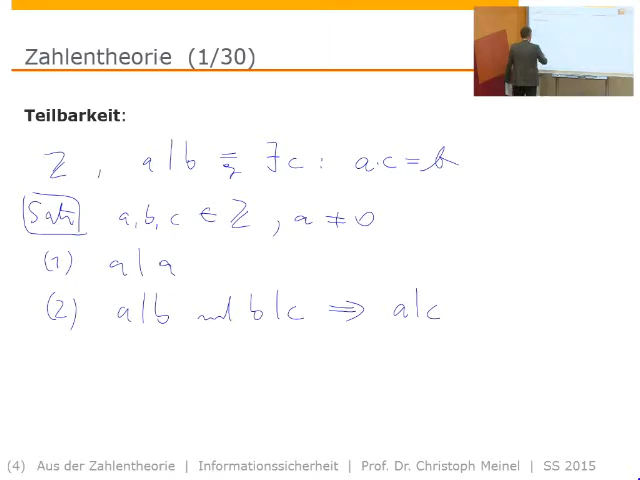 Zahlentheorie (1/30)
Teilbarkeit:
ℤ, a | b ≡ ∃ c : a·c = b
Satz a, b, c ∈ ℤ, a ≠ 0
(1) a | a
(2) a | b und b | c ⟹ a | c
(4) Aus der Zahlentheorie | Informationssicherheit | Prof. Dr. Christoph Meinel | SS 2015